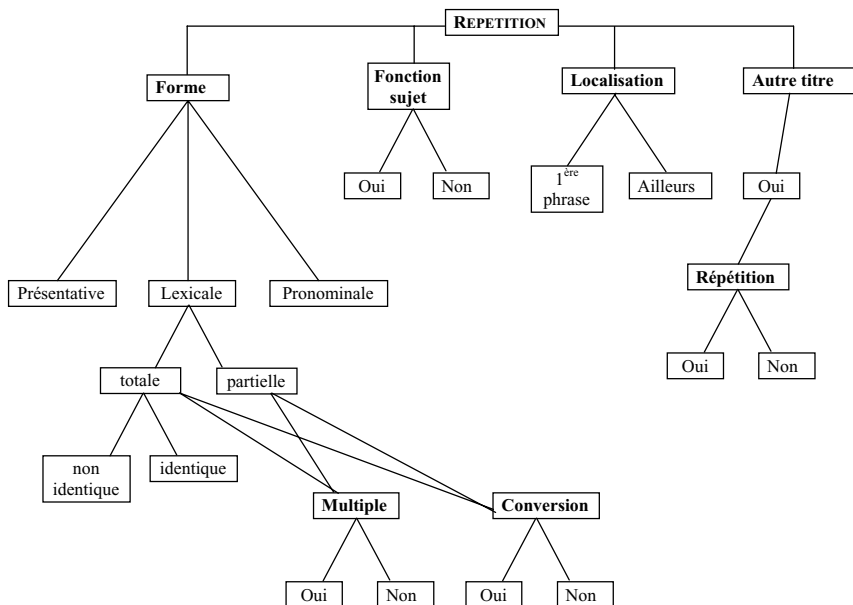 REPETITION
Forme
Fonction
sujet
Localisation
Autre titre
Oui
Non
1ère
phrase
Ailleurs
Oui
Présentative
Lexicale
Pronominale
Répétition
totale
partielle
Oui
Non
non
identique
identique
Multiple
Conversion
Oui
Non
Oui
Non